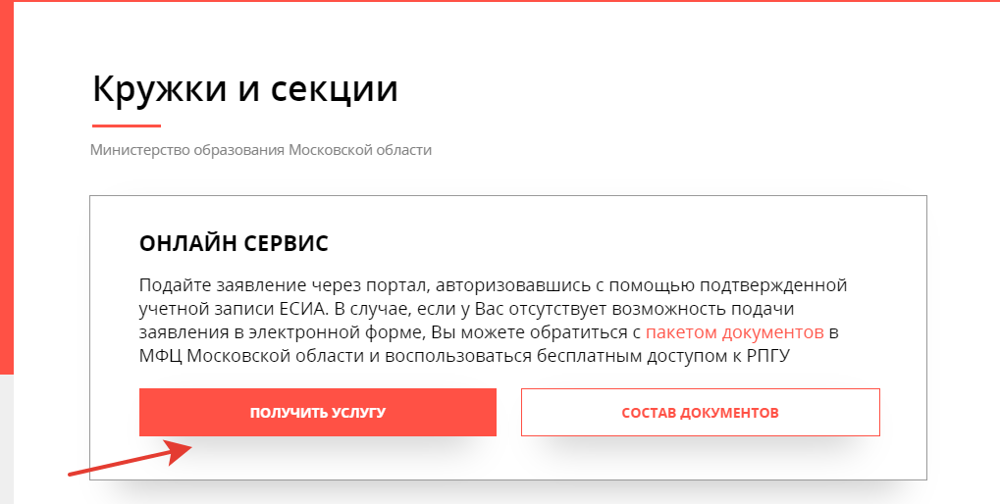 Кружки и секции
Министерство образования Московской области
ОНЛАЙН СЕРВИС
Подайте заявление через портал, авторизовавшись с помощью подтвержденной
учетной записи ЕСИА. В случае, если у Вас отсутствует возможность подачи
заявления в электронной форме, Вы можете обратиться с пакетом документов в
МФЦ Московской области и воспользоваться бесплатным доступом к РПГУ
ПОЛУЧИТЬ УСЛУГУ
СОСТАВ ДОКУМЕНТОВ